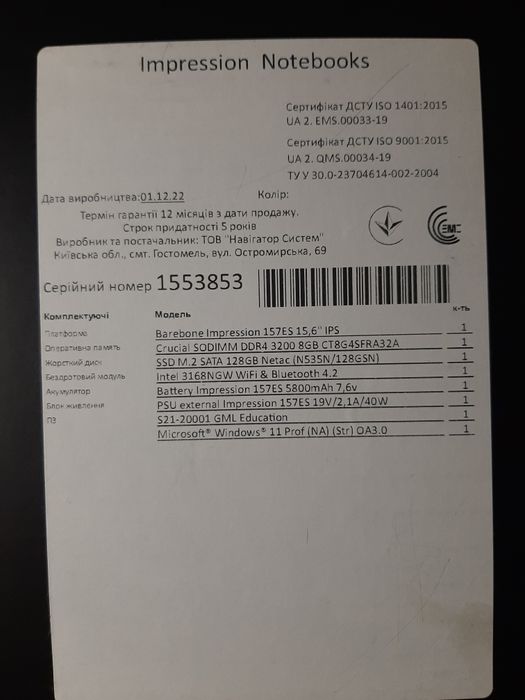 Impression Notebooks
Сертифікат ДСТУ ISO 1401:2015
UA 2. EMS.00033-19
Сертифікат ДСТУ ISO 9001:2015
UA 2. QMS.00034-19
ТУ У 30.0-23704614-002-2004
Дата виробництва:01.12.22 Колір:
Термін гарантії 12 місяців з дати продажу.
Строк придатності 5 років
Виробник та постачальник: ТОВ "Навігатор Систем"
Київська обл., смт. Гостомель, вул. Остромирська, 69
EMC
Серійний номер 1553853
Комплектуючі Модель к-ть
Платформа Barebone Impression 157ES 15,6" IPS 1
Оперативна память Crucial SODIMM DDR4 3200 8GB CT8G4SFRA32A 1
Жорсткий диск SSD M.2 SATA 128GB Netac (N535N/128GSN) 1
Бездротовий модуль Intel 3168NGW WiFi & Bluetooth 4.2 1
Акумулятор Battery Impression 157ES 5800mAh 7,6v 1
Блок живлення PSU external Impression 157ES 19V/2,1A/40W 1
ПЗ S21-20001 GML Education 1
Microsoft® Windows® 11 Prof (NA) (Str) OA3.0 1